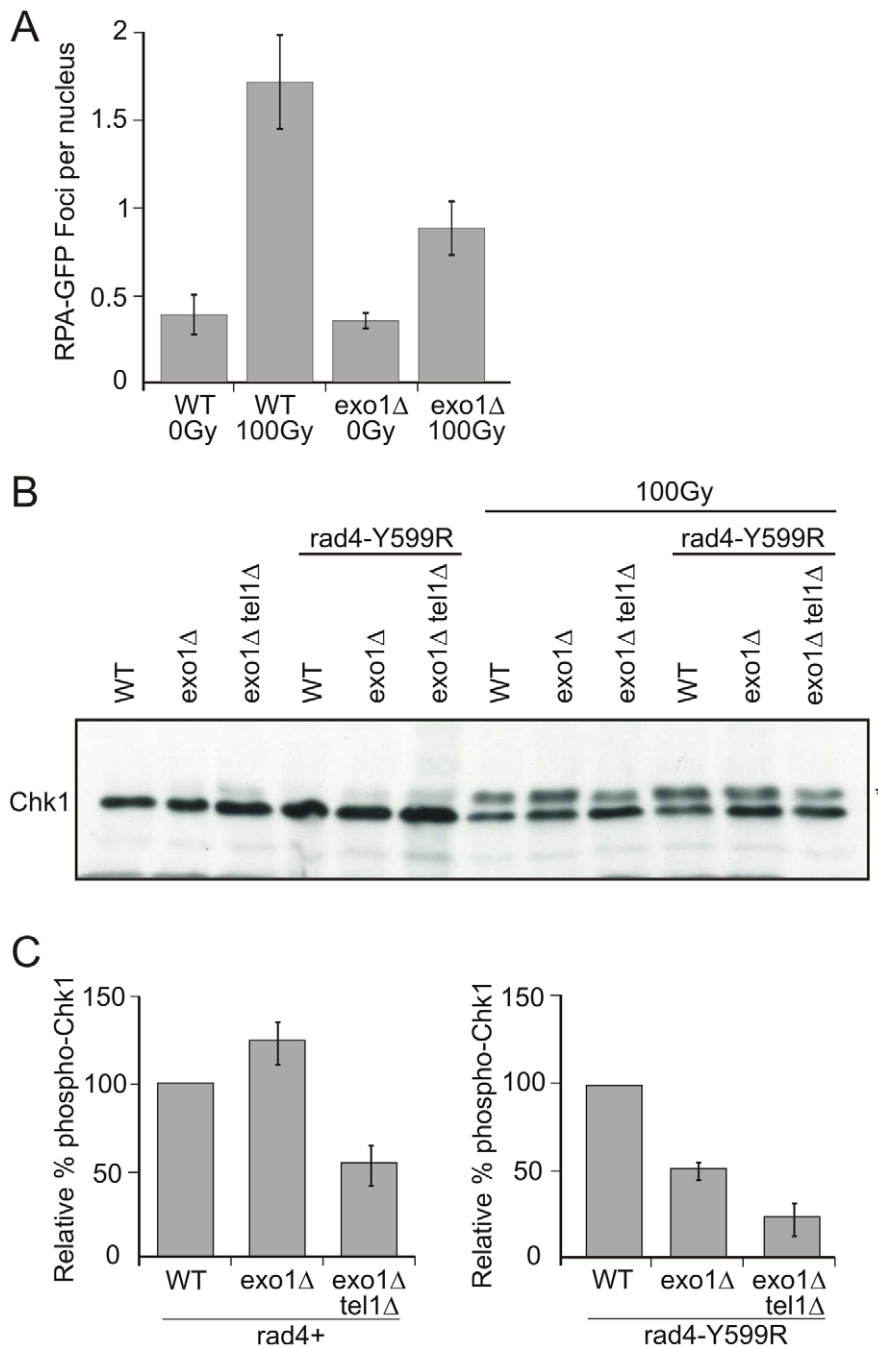 A
RPA-GFP Foci per nucleus
2
1.5
1
0.5
0
WT 0Gy
WT 100Gy
exo1Δ 0Gy
exo1Δ 100Gy
B
100Gy
rad4-Y599R
rad4-Y599R
WT
exo1Δ
exo1Δ tel1Δ
WT
exo1Δ
exo1Δ tel1Δ
WT
exo1Δ
exo1Δ tel1Δ
WT
exo1Δ
exo1Δ tel1Δ
Chk1
*
C
Relative % phospho-Chk1
150
100
50
0
WT
exo1Δ
exo1Δ
tel1Δ
rad4+
Relative % phospho-Chk1
150
100
50
0
WT
exo1Δ
exo1Δ
tel1Δ
rad4-Y599R